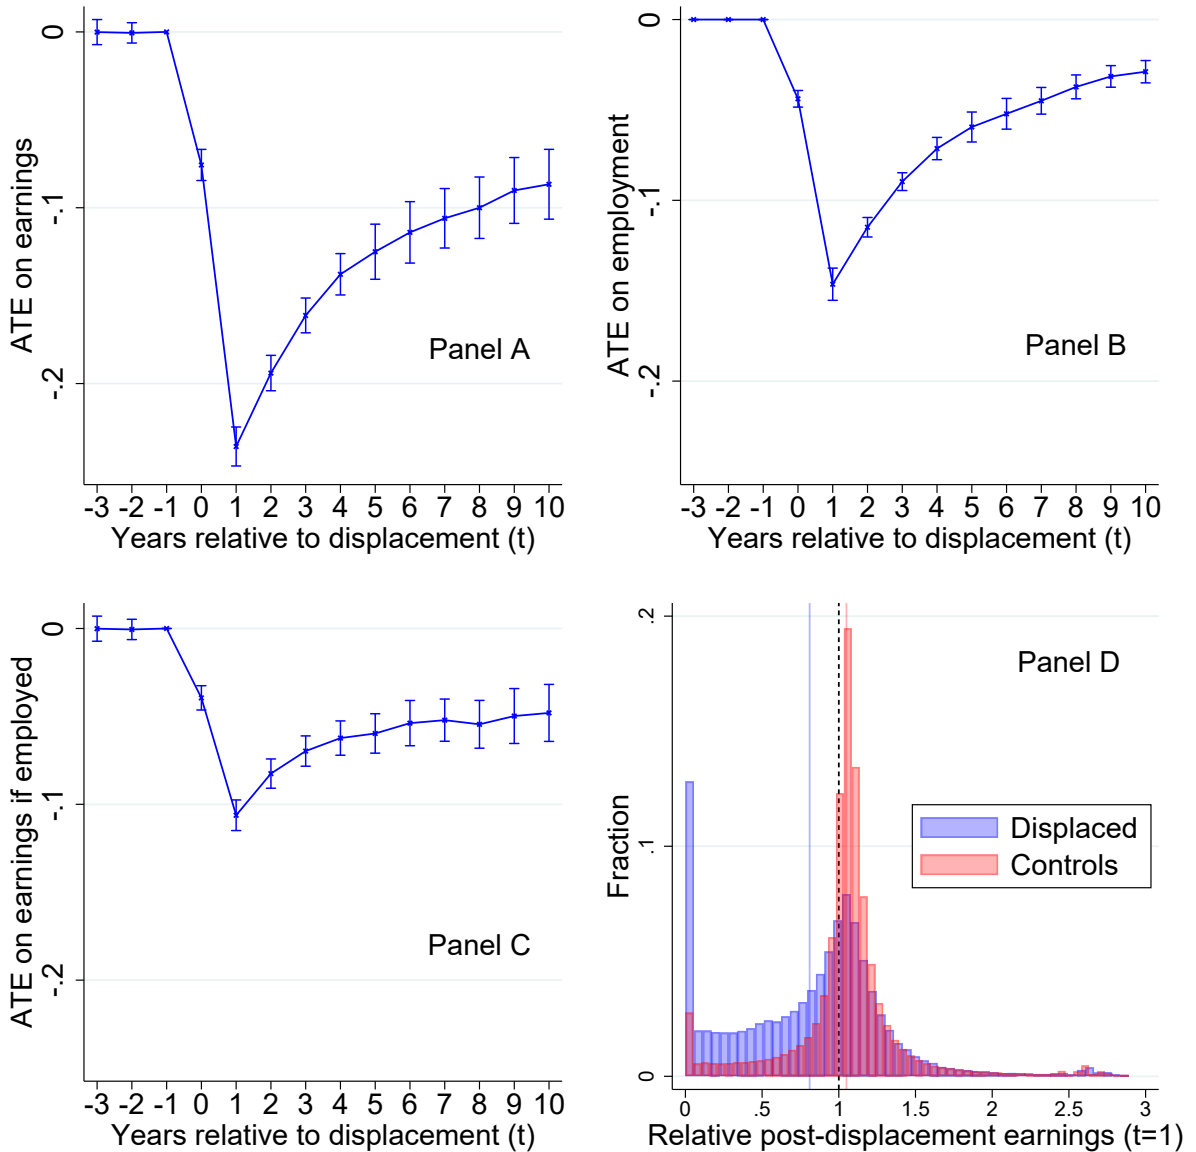 ATE on earnings
0
-.1
-.2
Panel A
-3 -2 -1 0 1 2 3 4 5 6 7 8 9 10
Years relative to displacement (t)
ATE on employment
0
-.1
-.2
Panel B
-3 -2 -1 0 1 2 3 4 5 6 7 8 9 10
Years relative to displacement (t)
ATE on earnings if employed
0
-.1
-.2
Panel C
-3 -2 -1 0 1 2 3 4 5 6 7 8 9 10
Years relative to displacement (t)
Fraction
.2
.1
0
Panel D
Displaced
Controls
0 .5 1 1.5 2 2.5 3
Relative post-displacement earnings (t=1)